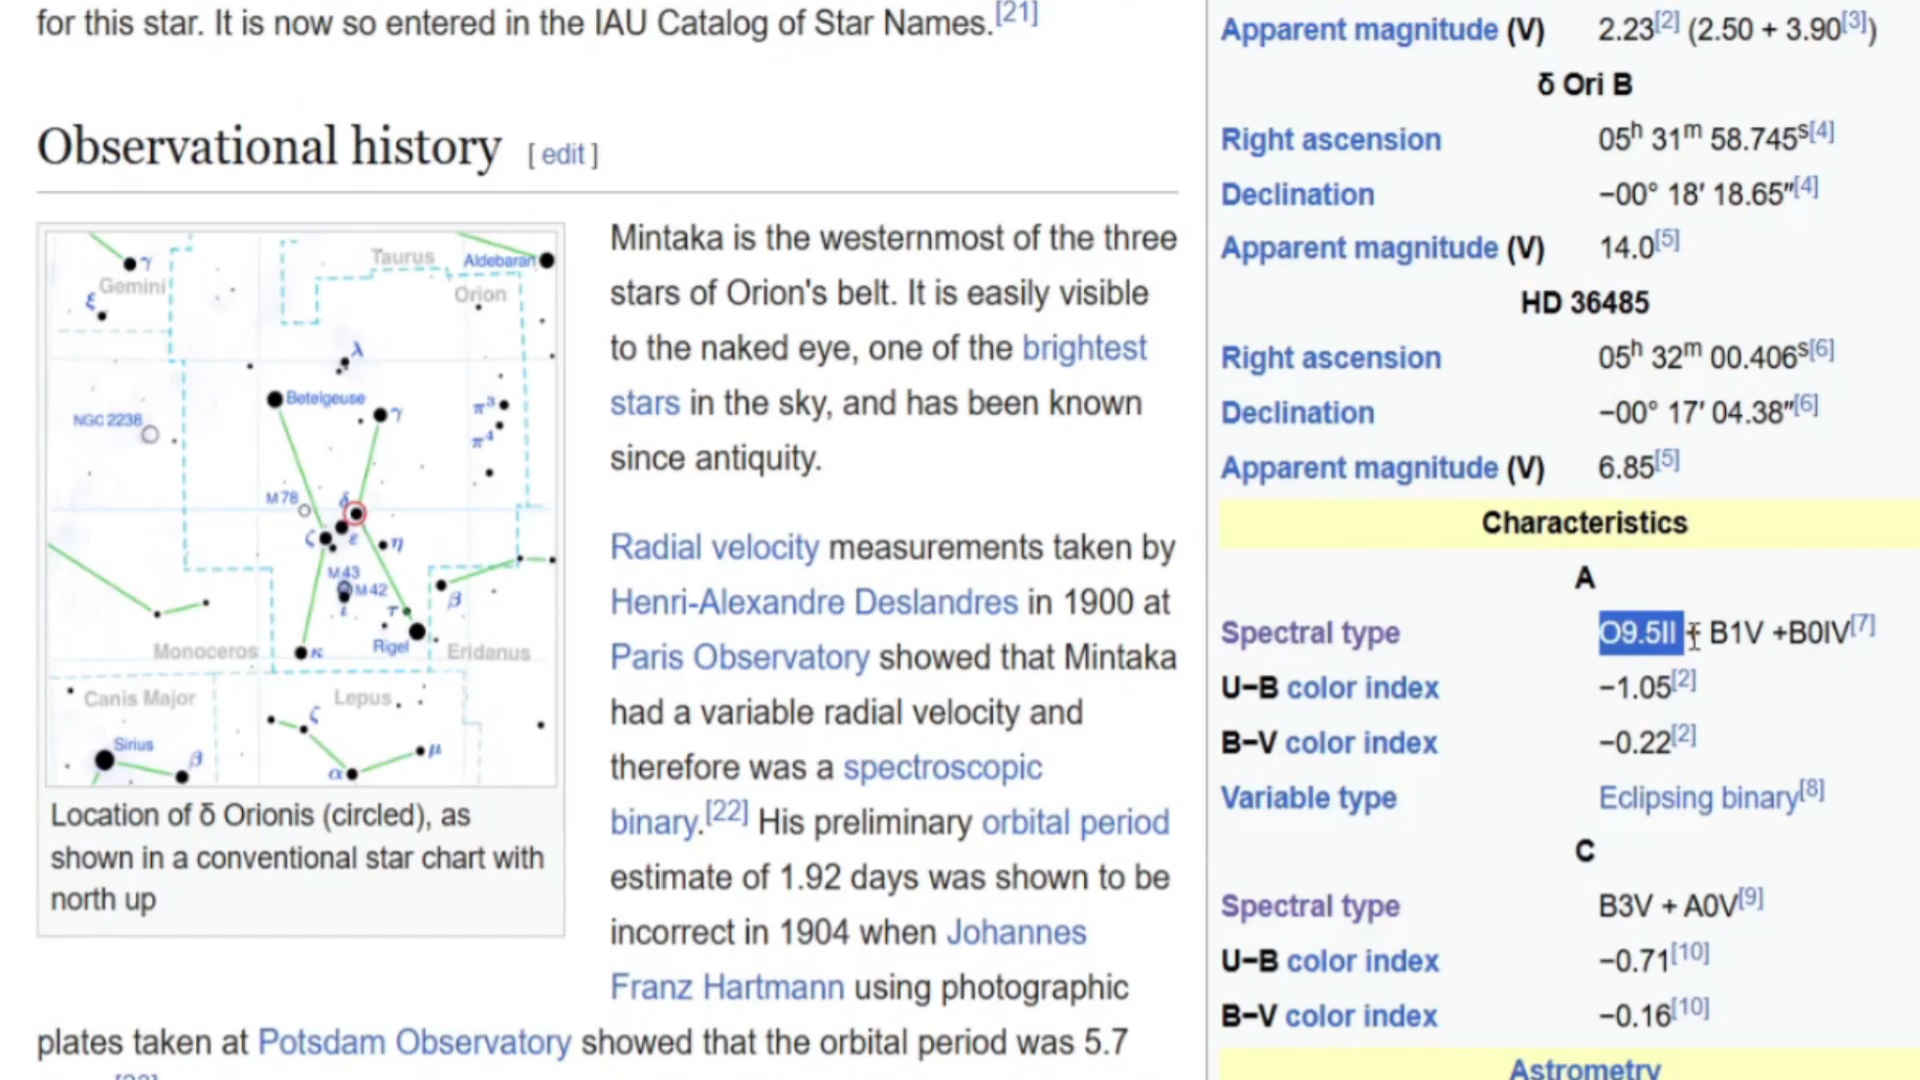 for this star. It is now so entered in the IAU Catalog of Star Names.[21]
Observational history [ edit ]
γ
Gemini
ξ
Taurus
Aldebaran
Orion
λ
Betelgeuse
γ
π3
π4
NGC 2238
M 78
δ
ζ
ε
η
M 43
M 42
ι
τ
β
Rigel
κ
Monoceros
Eridanus
Canis Major
Lepus
ζ
Sirius
β
α
μ
Location of δ Orionis (circled), as
shown in a conventional star chart with
north up
Mintaka is the westernmost of the three
stars of Orion's belt. It is easily visible
to the naked eye, one of the brightest
stars in the sky, and has been known
since antiquity.
Radial velocity measurements taken by
Henri-Alexandre Deslandres in 1900 at
Paris Observatory showed that Mintaka
had a variable radial velocity and
therefore was a spectroscopic
binary.[22] His preliminary orbital period
estimate of 1.92 days was shown to be
incorrect in 1904 when Johannes
Franz Hartmann using photographic
plates taken at Potsdam Observatory showed that the orbital period was 5.7
Apparent magnitude (V) 2.23[2] (2.50 + 3.90[3])
δ Ori B
Right ascension 05h 31m 58.745s[4]
Declination −00° 18′ 18.65″[4]
Apparent magnitude (V) 14.0[5]
HD 36485
Right ascension 05h 32m 00.406s[6]
Declination −00° 17′ 04.38″[6]
Apparent magnitude (V) 6.85[5]
Characteristics
A
Spectral type O9.5II + B1V +B0IV[7]
U−B color index −1.05[2]
B−V color index −0.22[2]
Variable type Eclipsing binary[8]
C
Spectral type B3V + A0V[9]
U−B color index −0.71[10]
B−V color index −0.16[10]
Astrometry